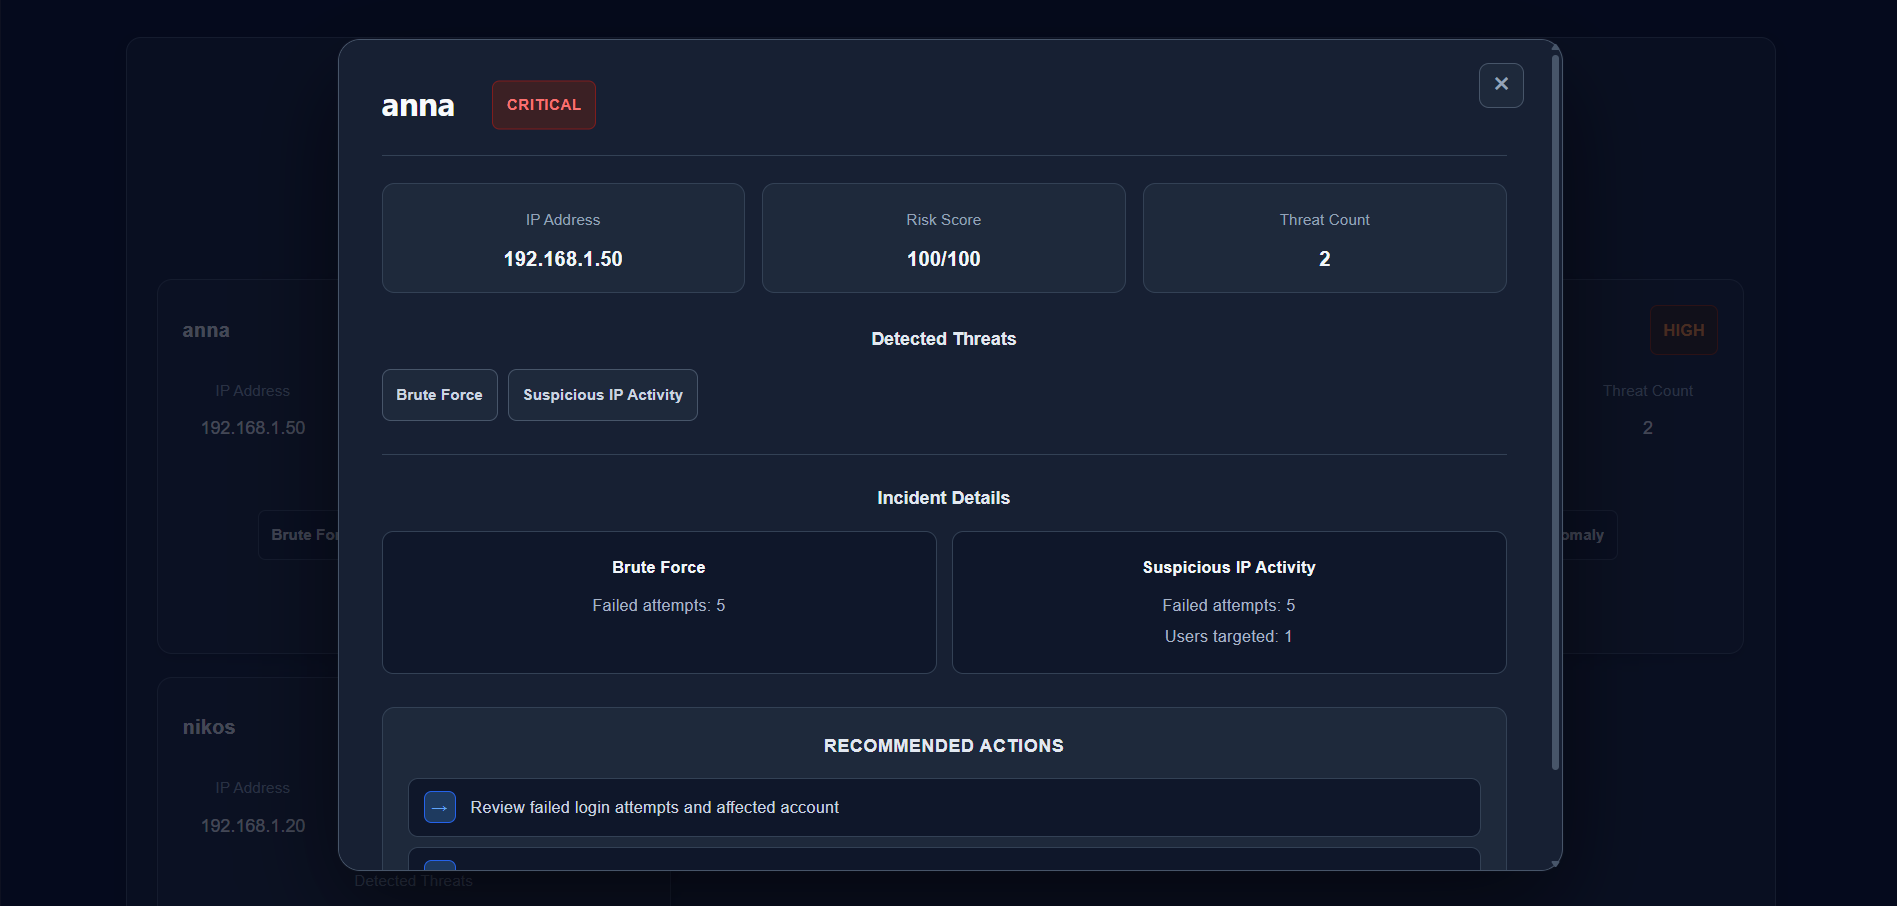 anna
CRITICAL
✕
IP Address
192.168.1.50
Risk Score
100/100
Threat Count
2
Detected Threats
Brute Force
Suspicious IP Activity
Incident Details
Brute Force
Failed attempts: 5
Suspicious IP Activity
Failed attempts: 5
Users targeted: 1
RECOMMENDED ACTIONS
→ Review failed login attempts and affected account
anna
IP Address
192.168.1.50
Brute For
HIGH
Threat Count
2
omaly
nikos
IP Address
192.168.1.20
Detected Threats